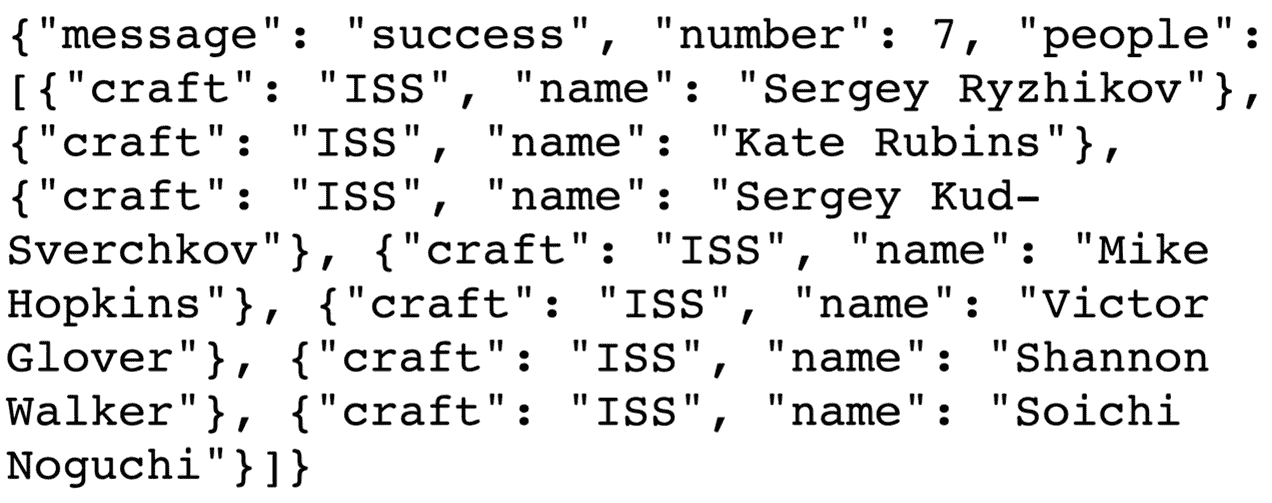 {"message": "success", "number": 7, "people":
[{"craft": "ISS", "name": "Sergey Ryzhikov"},
{"craft": "ISS", "name": "Kate Rubins"},
{"craft": "ISS", "name": "Sergey Kud-
Sverchkov"}, {"craft": "ISS", "name": "Mike
Hopkins"}, {"craft": "ISS", "name": "Victor
Glover"}, {"craft": "ISS", "name": "Shannon
Walker"}, {"craft": "ISS", "name": "Soichi
Noguchi"}]}